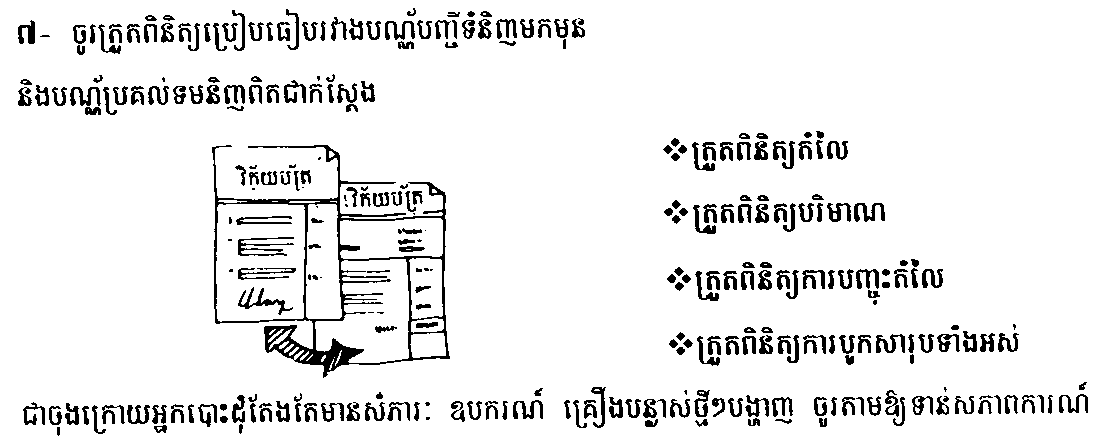 ៧- ចូរត្រួតពិនិត្យប្រៀបធៀបរវាងបណ្ណ័បញ្ជីទំនិញមកមុន
និងបណ្ណ័ប្រគល់ទមនិញពិតជាក់ស្តែង
វិក័យប័ត្រ
វិក័យប័ត្រ
❖ត្រួតពិនិត្យតំលៃ
❖ត្រួតពិនិត្យបរិមាណ
❖ត្រួតពិនិត្យការបញ្ចុះតំលៃ
❖ត្រួតពិនិត្យការបូកសារុបទាំងអស់
ជាចុងក្រោយអ្នកបោះដុំតែងតែមានសំភារៈ ឧបករណ៍ គ្រឿងបន្លាស់ថ្មីៗបង្ហាញ ចូរតាមឱ្យទាន់សភាពការណ៍